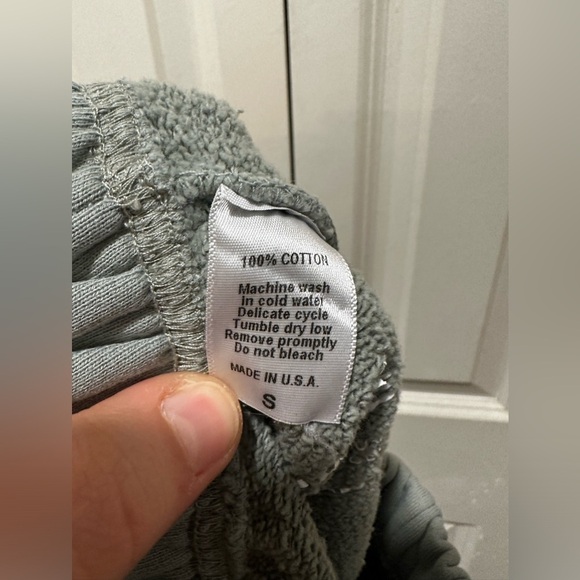 100% COTTON
Machine wash
In cold water
Delicate cycle
Tumble dry low
Remove promptly
Do not bleach
MADE IN U.S.A.
S